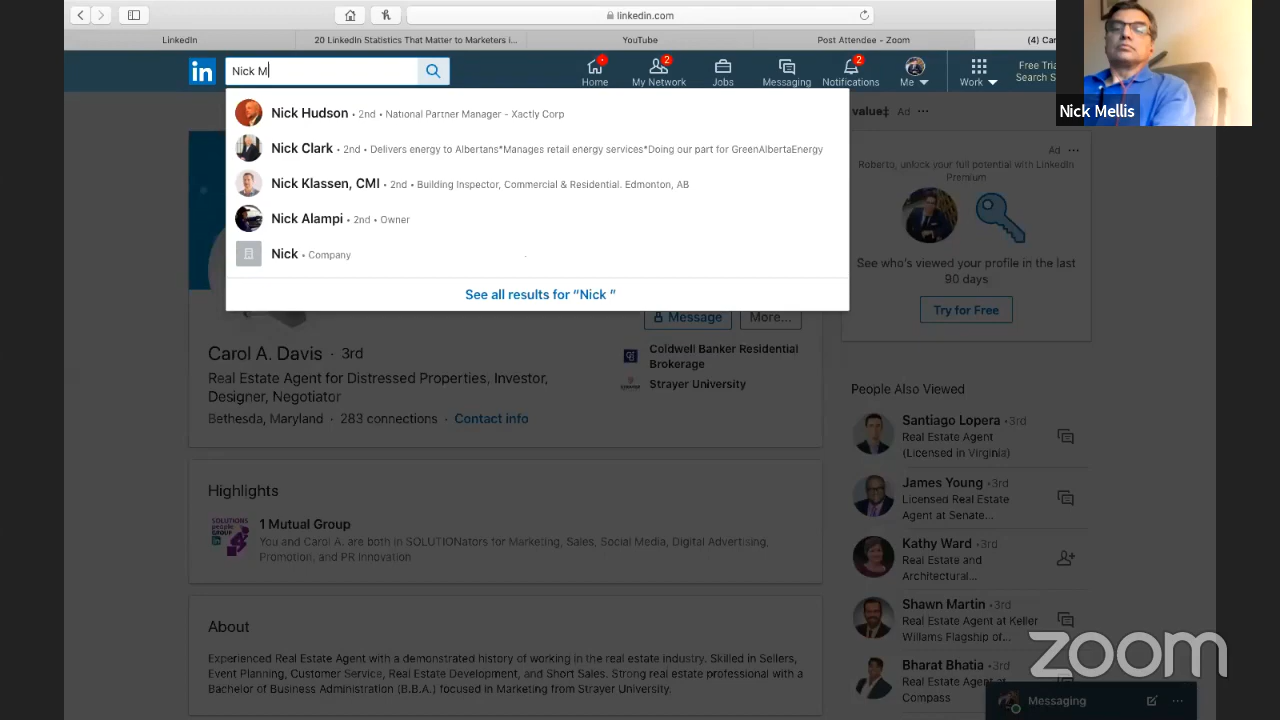 linkedin.com
LinkedIn
20 LinkedIn Statistics That Matter to Marketers i...
YouTube
Post Attendee - Zoom
(4) Car
in
Nick M
Home
2
My Network
Jobs
Messaging
2
Notifications
Me
Work
Free Tria
Search S
Nick Mellis
Nick Hudson • 2nd • National Partner Manager - Xactly Corp
Nick Clark • 2nd • Delivers energy to Albertans*Manages retail energy services*Doing our part for GreenAlbertaEnergy
Nick Klassen, CMI • 2nd • Building Inspector, Commercial & Residential. Edmonton, AB
Nick Alampi • 2nd • Owner
Nick • Company
See all results for “Nick ”
Ad ...
Ad ...
Roberto, unlock your full potential with LinkedIn
Premium
See who's viewed your profile in the last
90 days
Try for Free
Message
More...
Carol A. Davis · 3rd
Real Estate Agent for Distressed Properties, Investor,
Designer, Negotiator
Bethesda, Maryland · 283 connections · Contact info
Coldwell Banker Residential
Brokerage
Strayer University
Highlights
SOLUTIONS
people
GROUP
in
1 Mutual Group
You and Carol A. are both in SOLUTIONators for Marketing, Sales, Social Media, Digital Advertising,
Promotion, and PR Innovation
About
Experienced Real Estate Agent with a demonstrated history of working in the real estate industry. Skilled in Sellers,
Event Planning, Customer Service, Real Estate Development, and Short Sales. Strong real estate professional with a
Bachelor of Business Administration (B.B.A.) focused in Marketing from Strayer University.
People Also Viewed
Santiago Lopera •3rd
Real Estate Agent
(Licensed in Virginia)
James Young •3rd
Licensed Real Estate
Agent at Senate...
Kathy Ward •3rd
Real Estate and
Architectural...
Shawn Martin •3rd
Real Estate Agent at Keller
Willams Flagship of...
Bharat Bhatia •3rd
Real Estate Agent at
Compass
Messaging
zoom